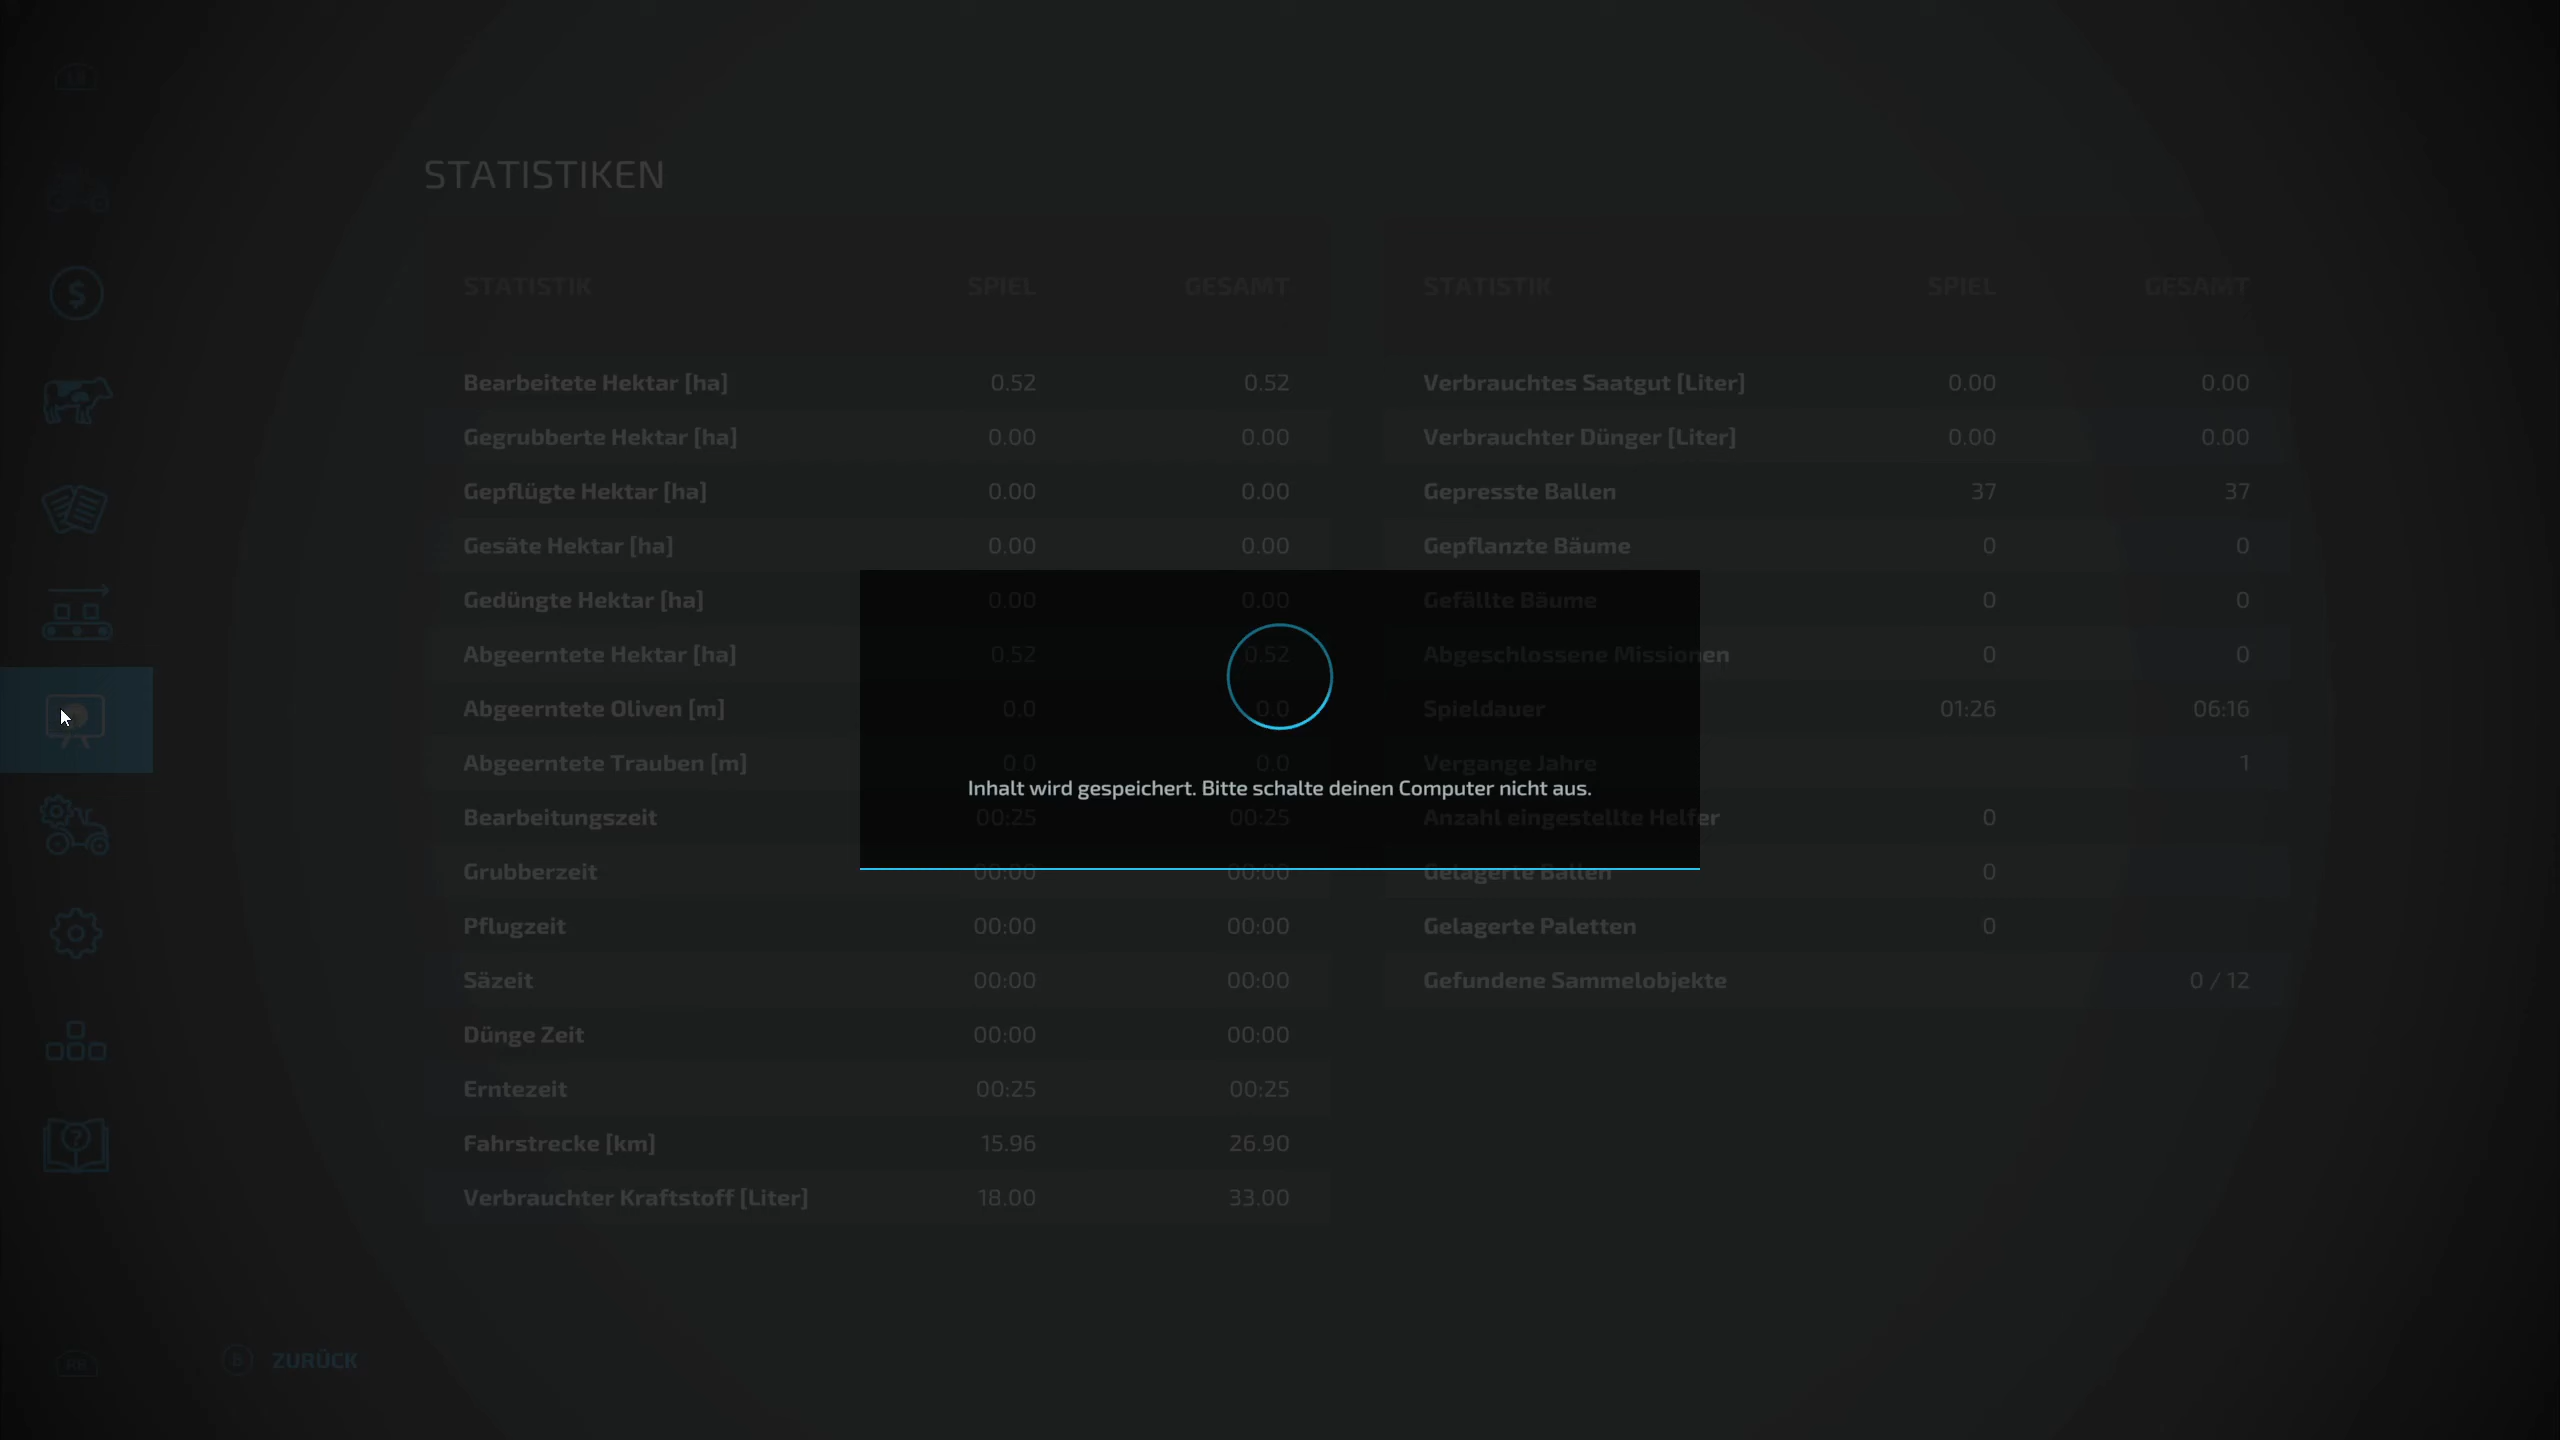 STATISTIKEN
STATISTIK SPIEL GESAMT
Bearbeitete Hektar [ha] 0.52 0.52
Gegrubberte Hektar [ha] 0.00 0.00
Gepflügte Hektar [ha] 0.00 0.00
Gesäte Hektar [ha] 0.00 0.00
Gedüngte Hektar [ha] 0.00 0.00
Abgeerntete Hektar [ha] 0.52 0.52
Abgeerntete Oliven [m] 0.0 0.0
Abgeerntete Trauben [m] 0.0 0.0
Bearbeitungszeit 00:25 00:25
Grubberzeit 00:00 00:00
Pflugzeit 00:00 00:00
Säzeit 00:00 00:00
Dünge Zeit 00:00 00:00
Erntezeit 00:25 00:25
Fahrstrecke [km] 15.96 26.90
Verbrauchter Kraftstoff [Liter] 18.00 33.00
STATISTIK SPIEL GESAMT
Verbrauchtes Saatgut [Liter] 0.00 0.00
Verbrauchter Dünger [Liter] 0.00 0.00
Gepresste Ballen 37 37
Gepflanzte Bäume 0 0
Gefällte Bäume 0 0
Abgeschlossene Missionen 0 0
Spieldauer 01:26 06:16
Vergange Jahre 1
Anzahl eingestellte Helfer 0
Gelagerte Ballen 0
Gelagerte Paletten 0
Gefundene Sammelobjekte 0 / 12
Inhalt wird gespeichert. Bitte schalte deinen Computer nicht aus.
RB
B ZURÜCK